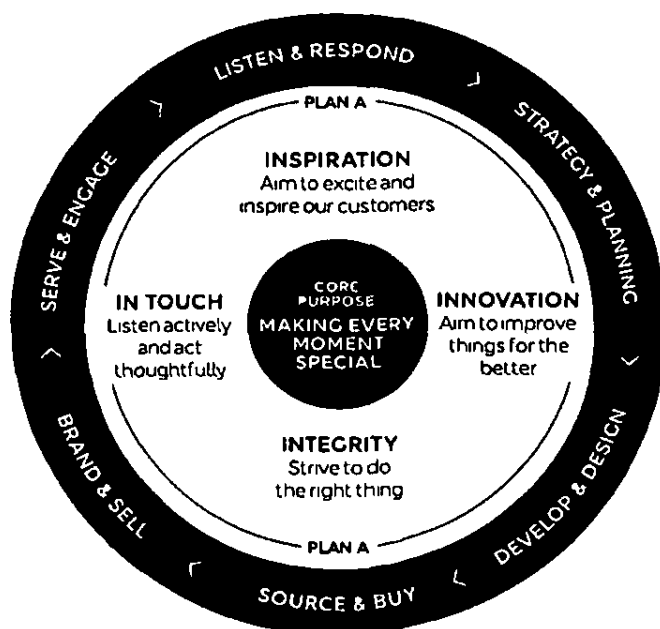 LISTEN & RESPOND
STRATEGY & PLANNING
DEVELOP & DESIGN
SOURCE & BUY
BRAND & SELL
SERVE & ENGAGE
PLAN A
INSPIRATION
Aim to excite and
inspire our customers
IN TOUCH
Listen actively
and act
thoughtfully
CORE
PURPOSE
MAKING EVERY
MOMENT
SPECIAL
INNOVATION
Aim to improve
things for the
better
INTEGRITY
Strive to do
the right thing
PLAN A